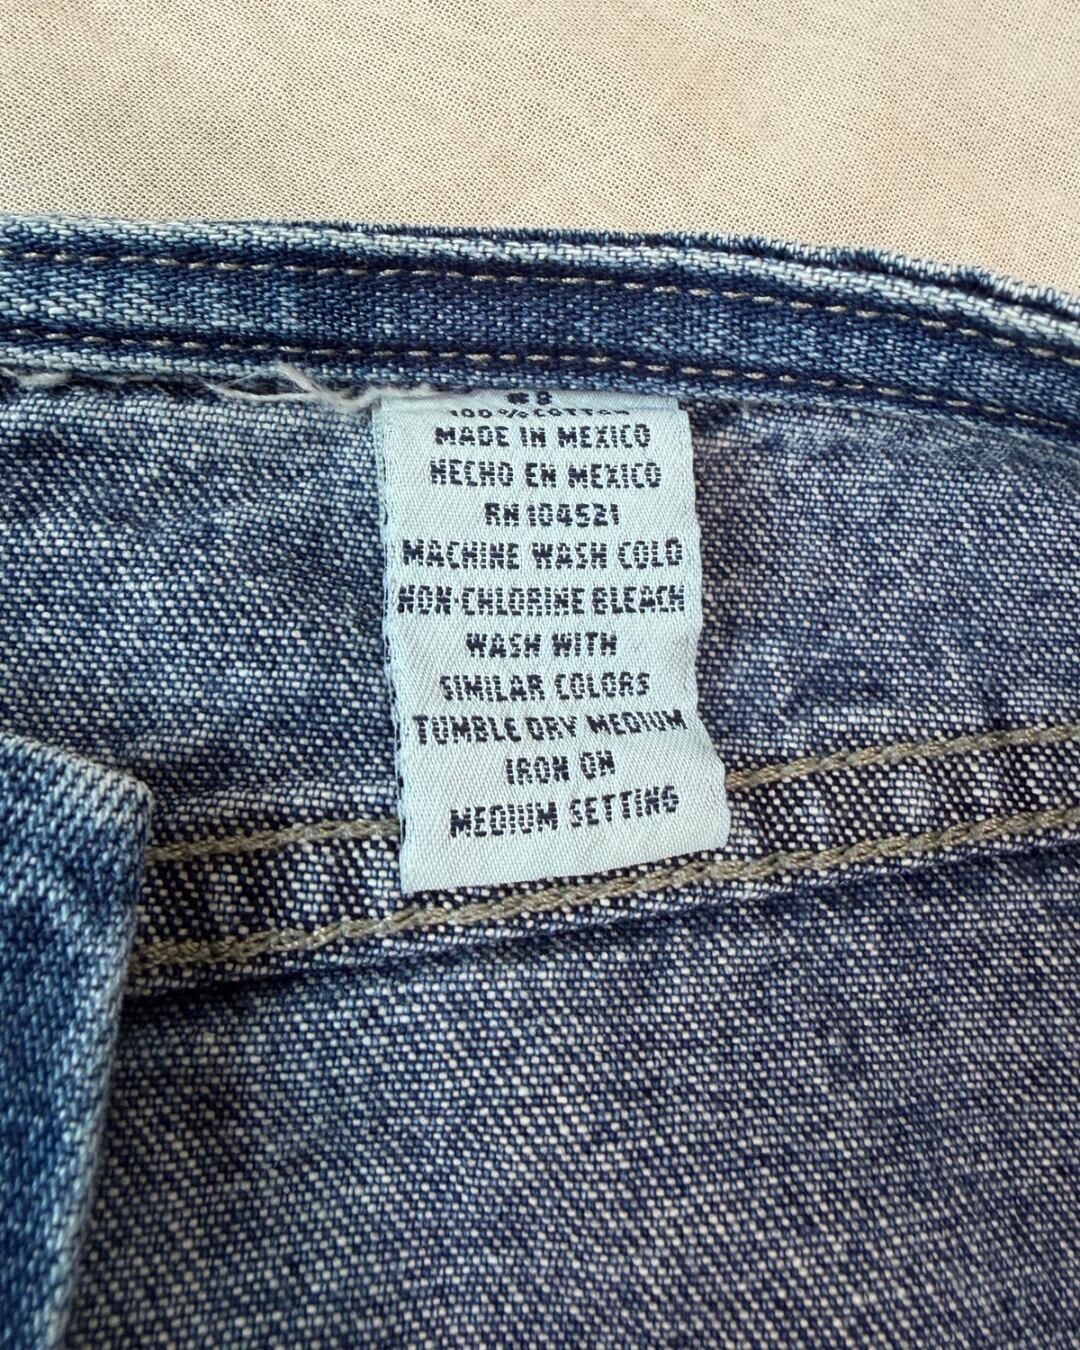 100% COTTON
MADE IN MEXICO
HECHO EN MEXICO
RN 104521
MACHINE WASH COLD
NON-CHLORINE BLEACH
WASH WITH
SIMILAR COLORS
TUMBLE DRY MEDIUM
IRON ON
MEDIUM SETTING